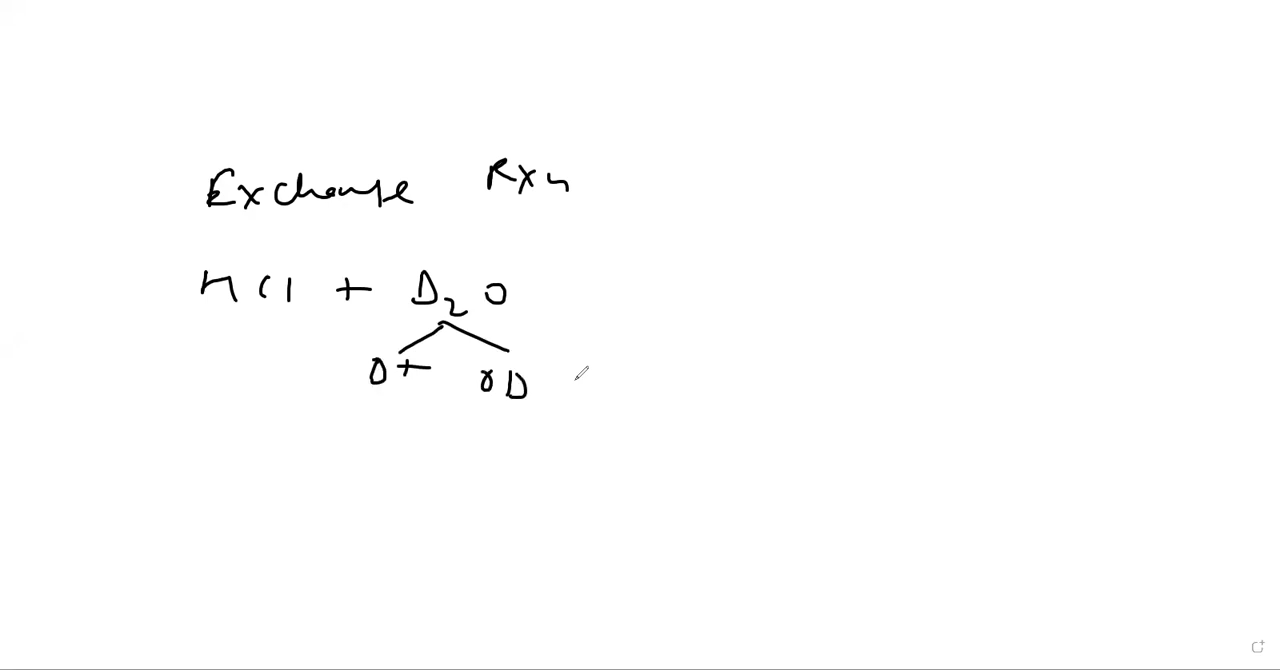 Exchange Rxn
HCl + D₂O
D+ OD